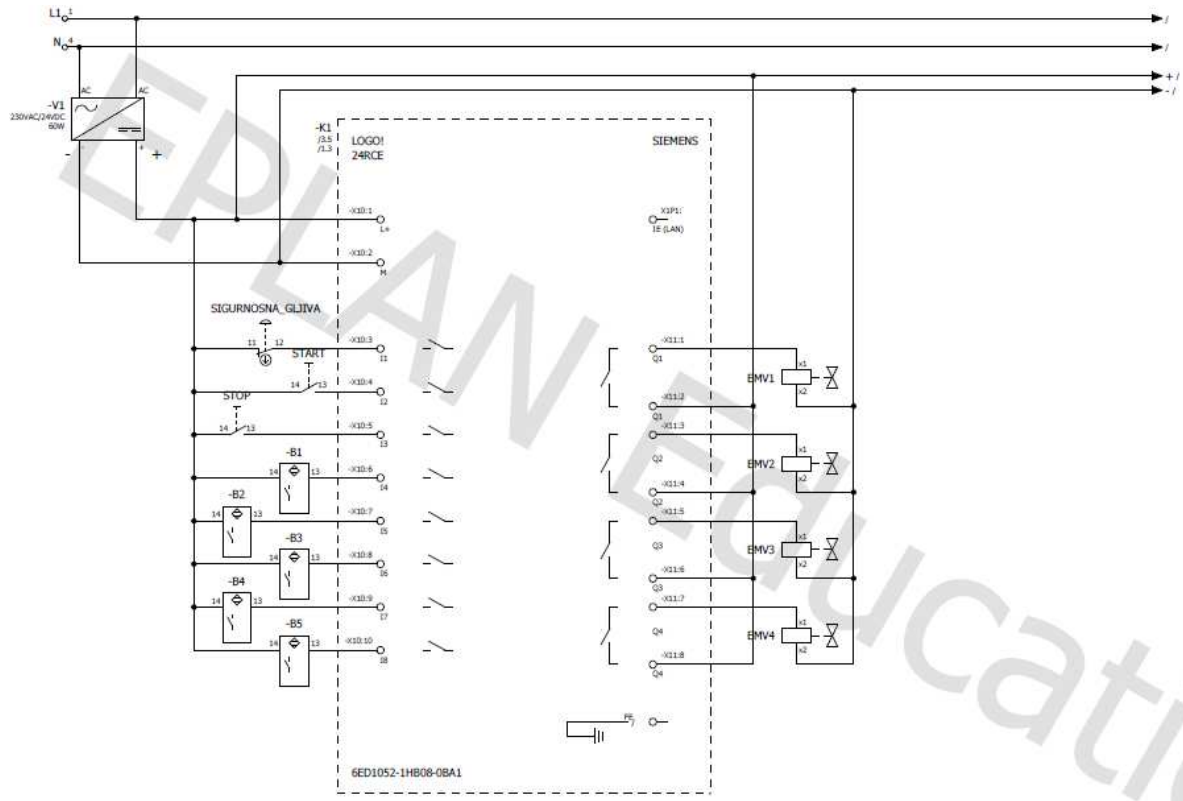 L1 1
N 4
+ /
- /
AC AC
-V1
230VAC/24VDC
60W
- - + +
-K1
/3.5
/1.3
LOGO!
24RCE
SIEMENS
-X10:1
L+
X1P1:
IE (LAN)
-X10:2
M
SIGURNOSNA_GLJIVA
11 12
-X10:3
I1
START
14 13
-X10:4
I2
STOP
14 13
-X10:5
I3
-B1
14 13
-X10:6
I4
-B2
14 13
-X10:7
I5
-B3
14 13
-X10:8
I6
-B4
14 13
-X10:9
I7
-B5
14 13
-X10:10
I8
-X11:1
Q1
EMV1
x1
x2
-X11:2
Q1
-X11:3
Q2
EMV2
x1
x2
-X11:4
Q2
-X11:5
Q3
EMV3
x1
x2
-X11:6
Q3
-X11:7
Q4
EMV4
x1
x2
-X11:8
Q4
PE
6ED1052-1HB08-0BA1
EPLAN Educatio